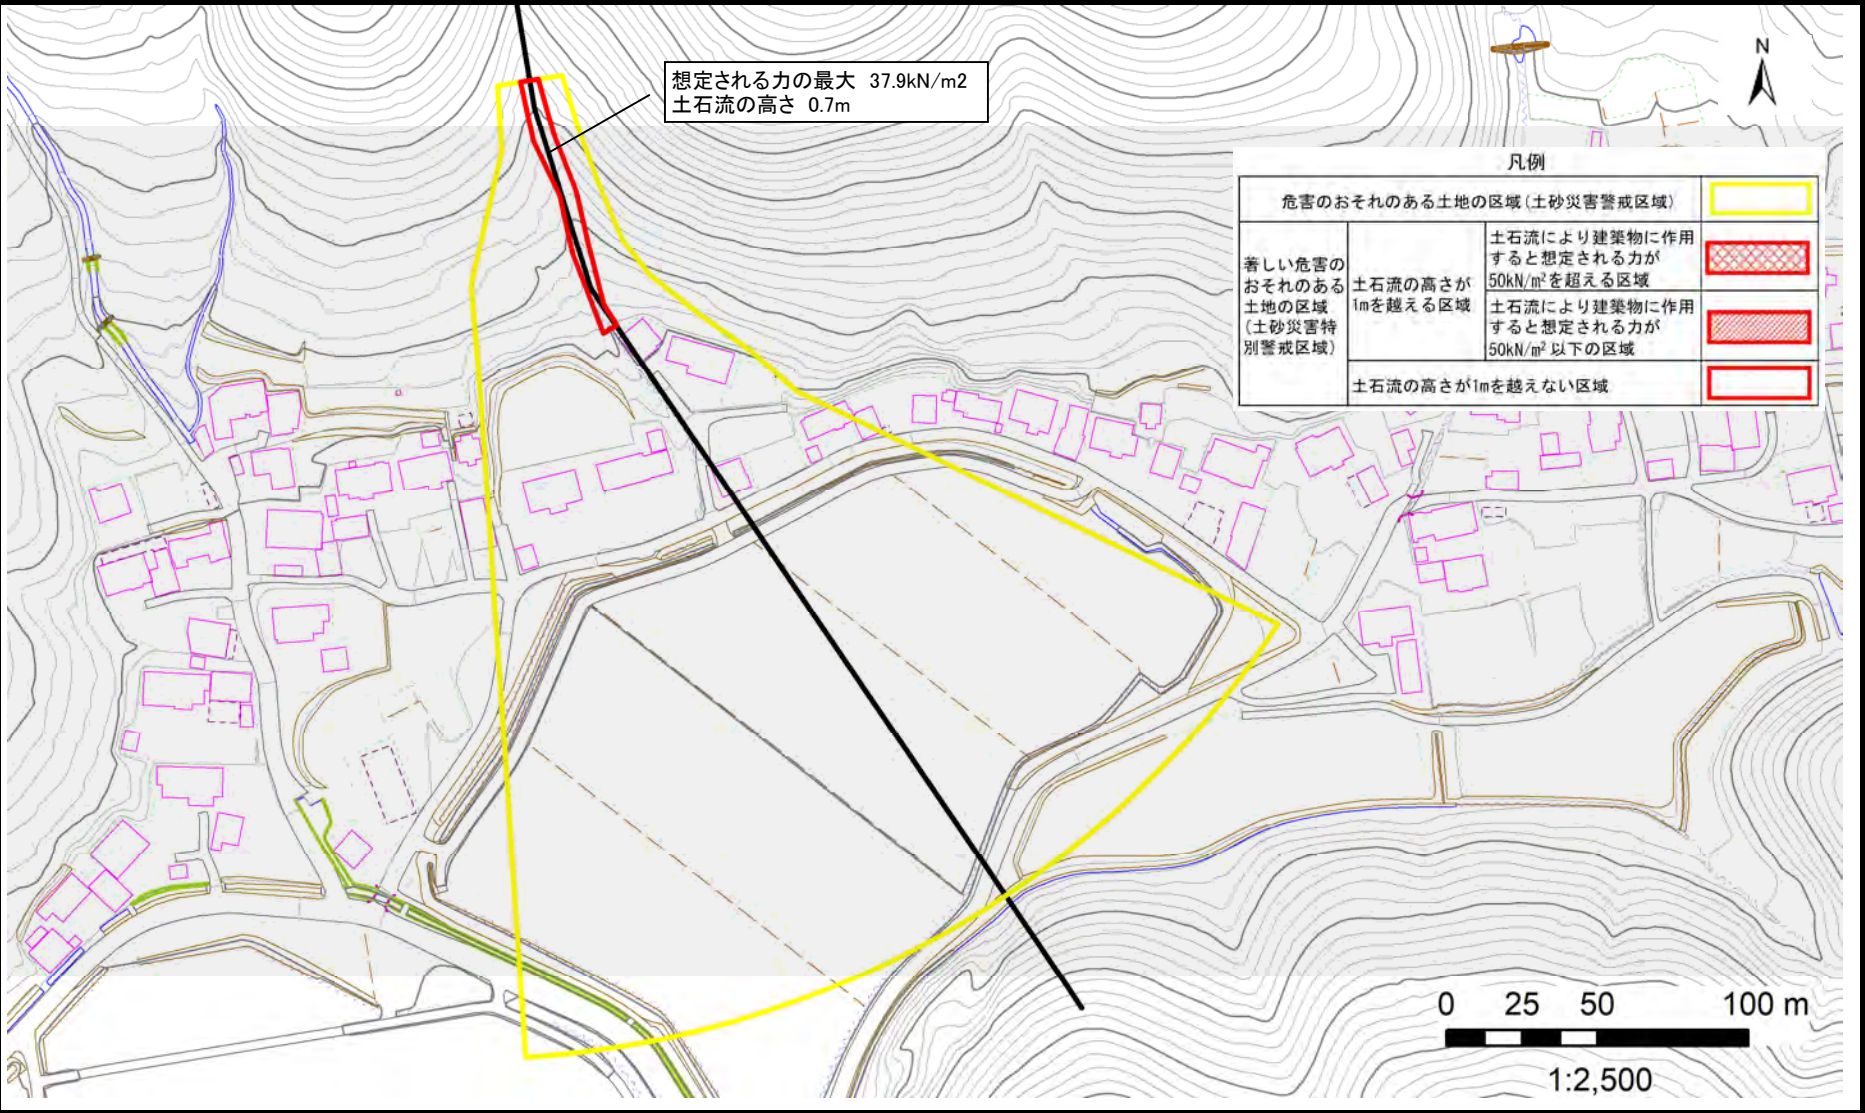 想定される力の最大 37.9kN/m2
土石流の高さ 0.7m
N
凡例
危害のおそれのある土地の区域(土砂災害警戒区域)
著しい危害の
おそれのある
土地の区域
(土砂災害特
別警戒区域)
土石流の高さが
1mを越える区域
土石流により建築物に作用
すると想定される力が
50kN/m²を超える区域
土石流により建築物に作用
すると想定される力が
50kN/m²以下の区域
土石流の高さが1mを越えない区域
0 25 50 100 m
1:2,500